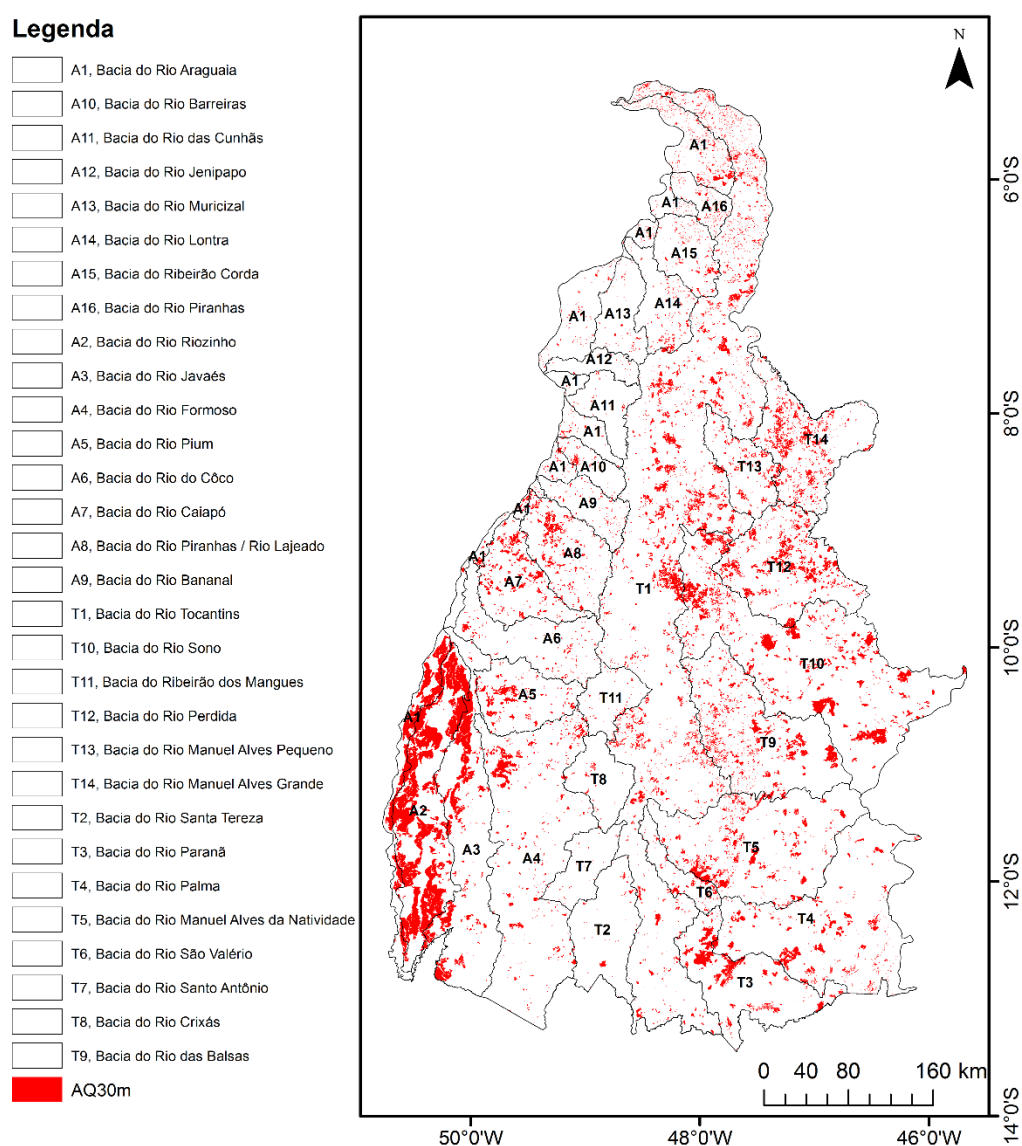 Legenda
A1, Bacia do Rio Araguaia
A10, Bacia do Rio Barreiras
A11, Bacia do Rio das Cunhãs
A12, Bacia do Rio Jenipapo
A13, Bacia do Rio Muricizal
A14, Bacia do Rio Lontra
A15, Bacia do Ribeirão Corda
A16, Bacia do Rio Piranhas
A2, Bacia do Rio Riozinho
A3, Bacia do Rio Javaés
A4, Bacia do Rio Formoso
A5, Bacia do Rio Pium
A6, Bacia do Rio do Côco
A7, Bacia do Rio Caiapó
A8, Bacia do Rio Piranhas / Rio Lajeado
A9, Bacia do Rio Bananal
T1, Bacia do Rio Tocantins
T10, Bacia do Rio Sono
T11, Bacia do Ribeirão dos Mangues
T12, Bacia do Rio Perdida
T13, Bacia do Rio Manuel Alves Pequeno
T14, Bacia do Rio Manuel Alves Grande
T2, Bacia do Rio Santa Tereza
T3, Bacia do Rio Paranã
T4, Bacia do Rio Palma
T5, Bacia do Rio Manuel Alves da Natividade
T6, Bacia do Rio São Valério
T7, Bacia do Rio Santo Antônio
T8, Bacia do Rio Crixás
T9, Bacia do Rio das Balsas
AQ30m
N
A1
A1
A16
A1
A15
A14
A1
A13
A12
A1
A11
A1
A1
A10
A9
A1
A8
A1
A7
T14
T13
T12
T1
A6
T10
A5
T11
A1
T9
T8
A2
A3
A4
T7
T5
T6
T4
T2
T3
0 40 80 160 km
6°0'S
8°0'S
10°0'S
12°0'S
14°0'S
50°0'W
48°0'W
46°0'W